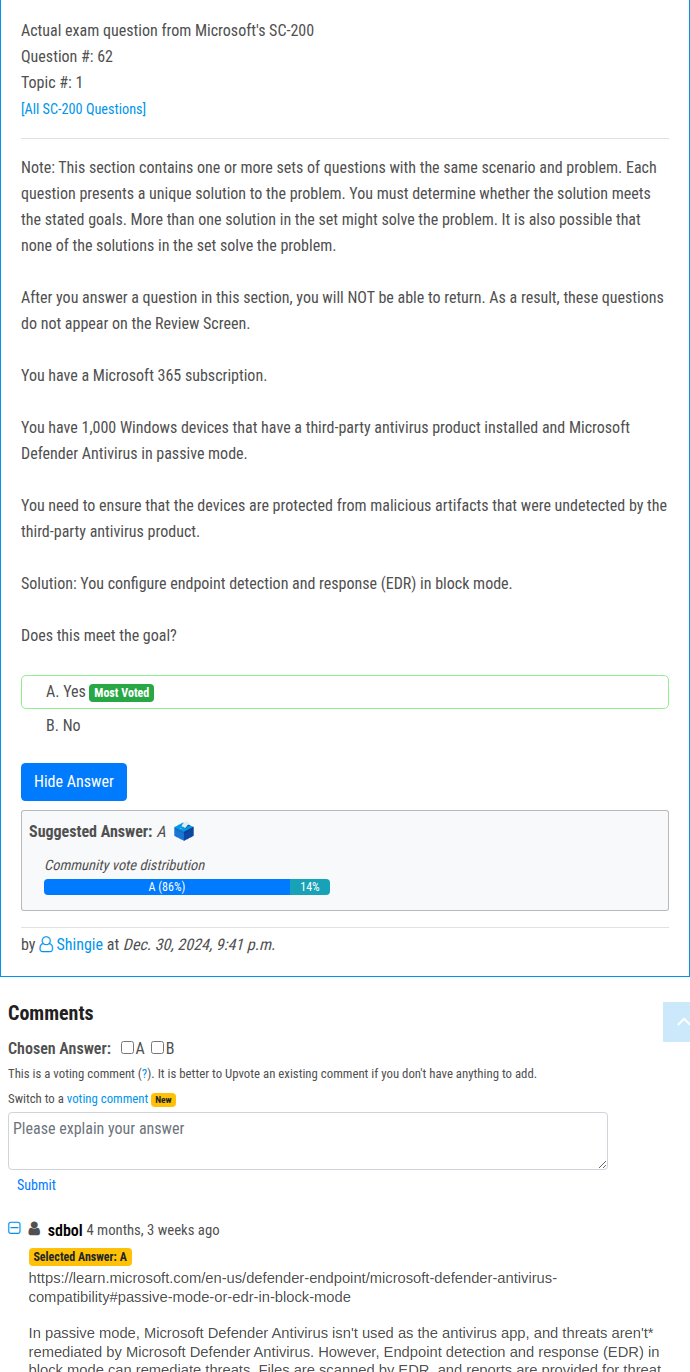 Actual exam question from Microsoft's SC-200
Question #: 62
Topic #: 1
[All SC-200 Questions]
Note: This section contains one or more sets of questions with the same scenario and problem. Each
question presents a unique solution to the problem. You must determine whether the solution meets
the stated goals. More than one solution in the set might solve the problem. It is also possible that
none of the solutions in the set solve the problem.
After you answer a question in this section, you will NOT be able to return. As a result, these questions
do not appear on the Review Screen.
You have a Microsoft 365 subscription.
You have 1,000 Windows devices that have a third-party antivirus product installed and Microsoft
Defender Antivirus in passive mode.
You need to ensure that the devices are protected from malicious artifacts that were undetected by the
third-party antivirus product.
Solution: You configure endpoint detection and response (EDR) in block mode.
Does this meet the goal?
A. Yes Most Voted
B. No
Hide Answer
Suggested Answer: A
Community vote distribution
A (86%) 14%
by Shingie at Dec. 30, 2024, 9:41 p.m.
Comments
Chosen Answer: A B
This is a voting comment (?). It is better to Upvote an existing comment if you don't have anything to add.
Switch to a voting comment New
Please explain your answer
Submit
sdbol 4 months, 3 weeks ago
Selected Answer: A
https://learn.microsoft.com/en-us/defender-endpoint/microsoft-defender-antivirus-
compatibility#passive-mode-or-edr-in-block-mode
In passive mode, Microsoft Defender Antivirus isn't used as the antivirus app, and threats aren't*
remediated by Microsoft Defender Antivirus. However, Endpoint detection and response (EDR) in
block mode can remediate threats. Files are scanned by EDR, and reports are provided for threat